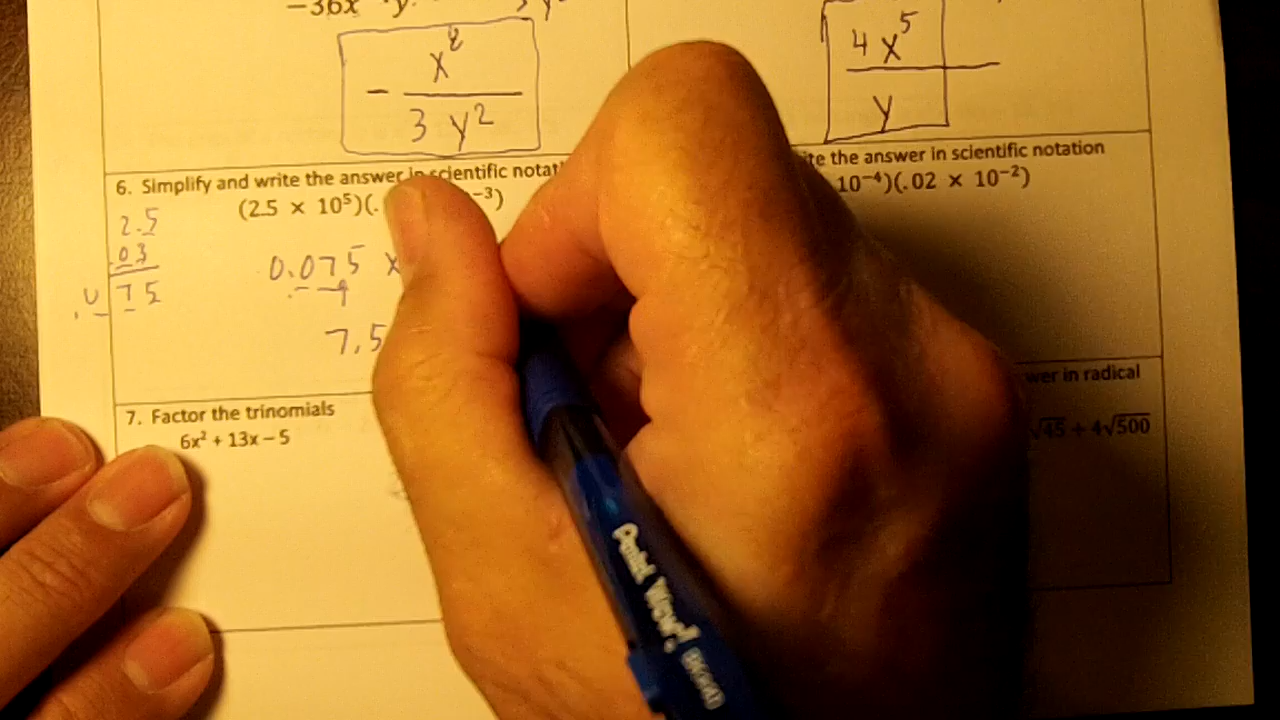 -36x y
x⁸
-
3 y²
4 x⁵
y
6. Simplify and write the answer in scientific notat
(2.5 × 10⁵)(. ⁻³)
2.5
.03
.075
0.075 x
7.5
te the answer in scientific notation
10⁻⁴)(.02 × 10⁻²)
7. Factor the trinomials
6x² + 13x – 5
wer in radical
√45 + 4√500
Pentel Wow!